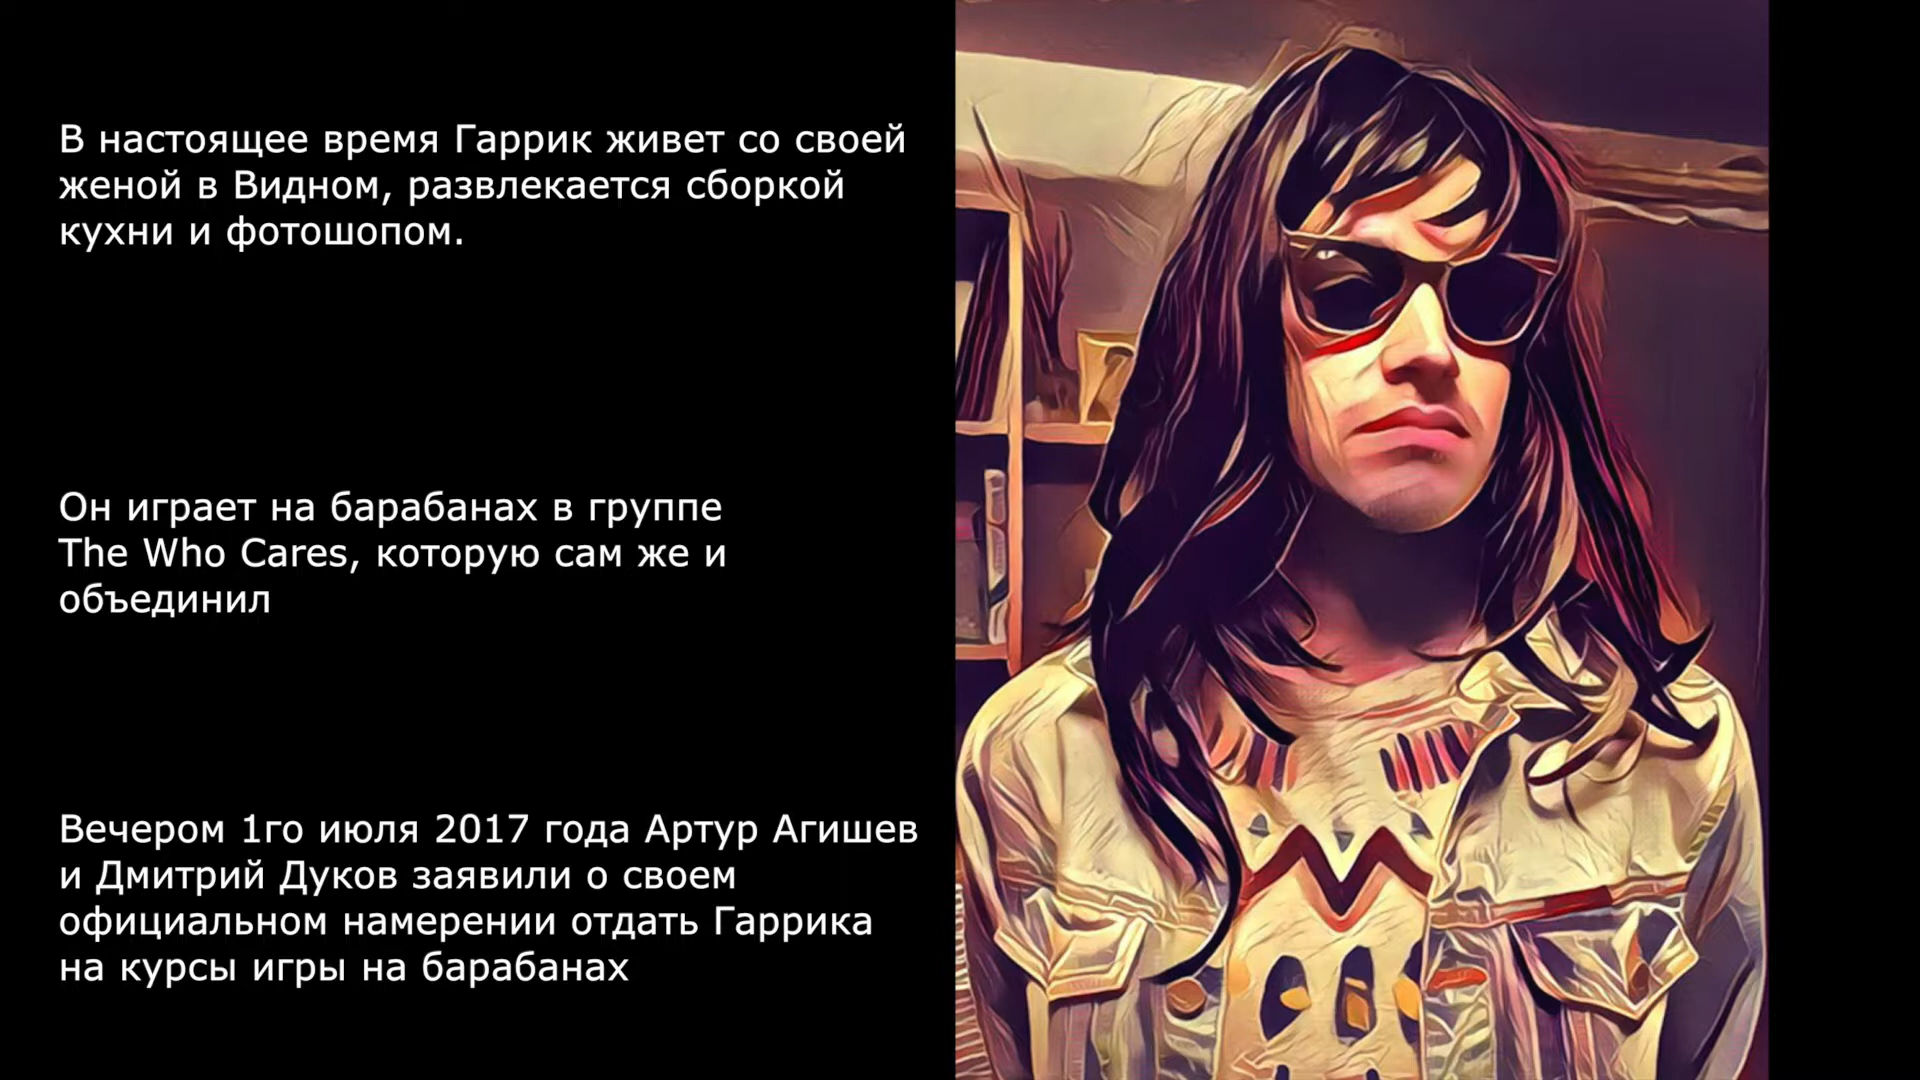 В настоящее время Гаррик живет со своей
женой в Видном, развлекается сборкой
кухни и фотошопом.
Он играет на барабанах в группе
The Who Cares, которую сам же и
объединил
Вечером 1го июля 2017 года Артур Агишев
и Дмитрий Дуков заявили о своем
официальном намерении отдать Гаррика
на курсы игры на барабанах